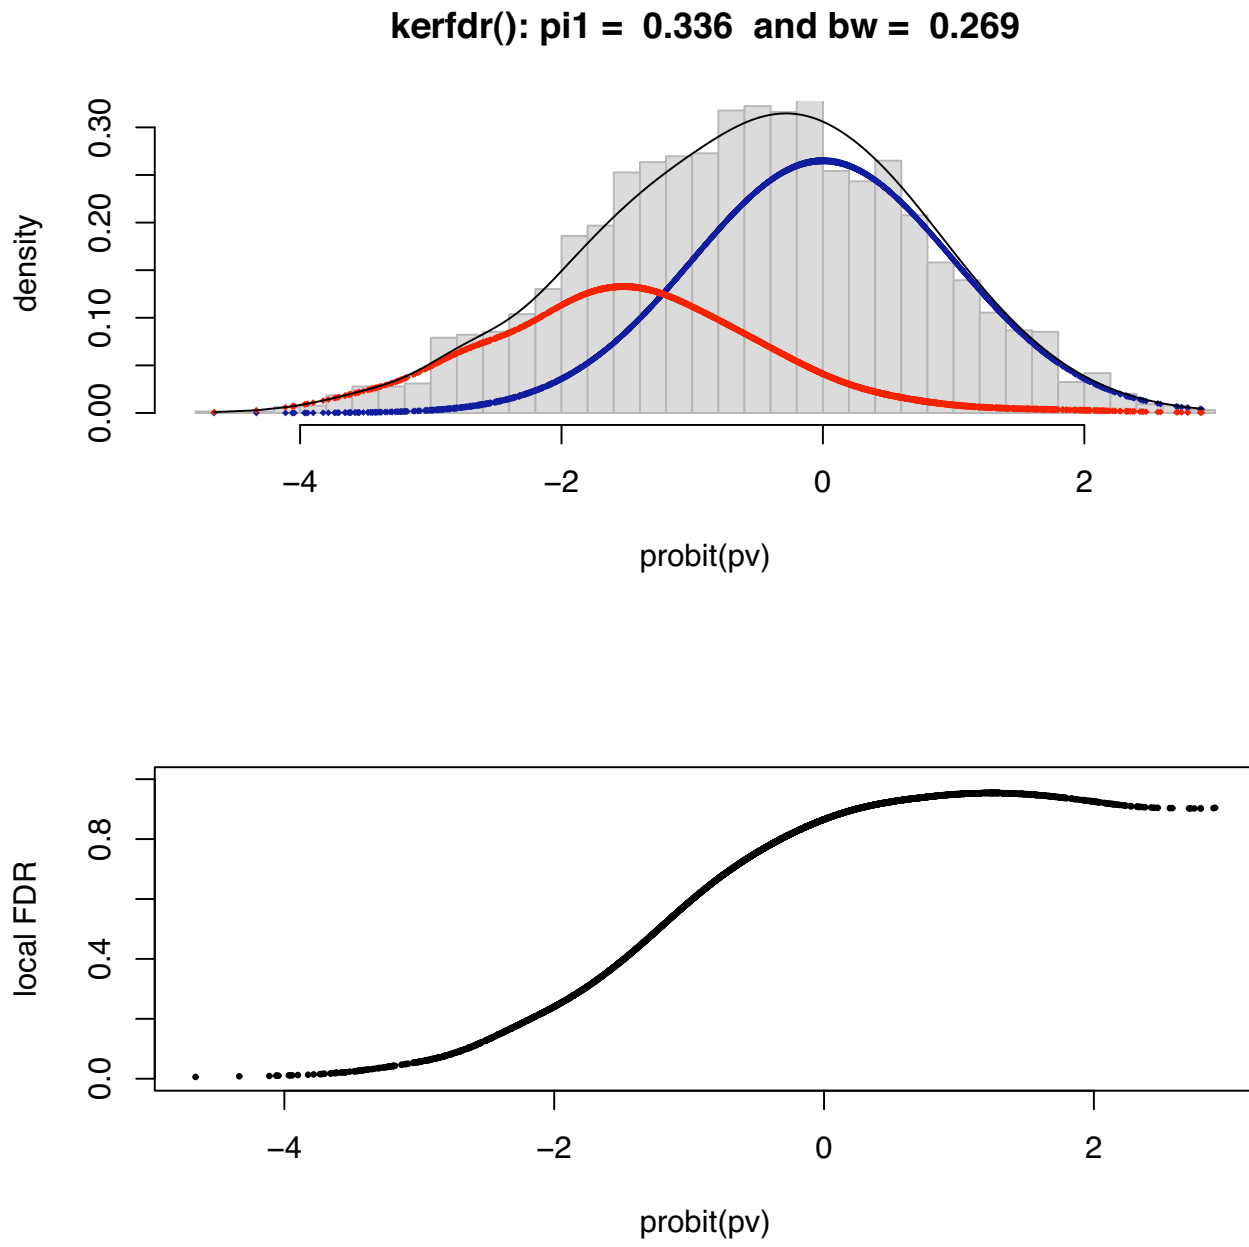 kerfdr(): pi1 =  0.336  and bw =  0.269
density
0.30
0.20
0.10
0.00
−4 −2 0 2
probit(pv)
local FDR
0.8
0.4
0.0
−4 −2 0 2
probit(pv)